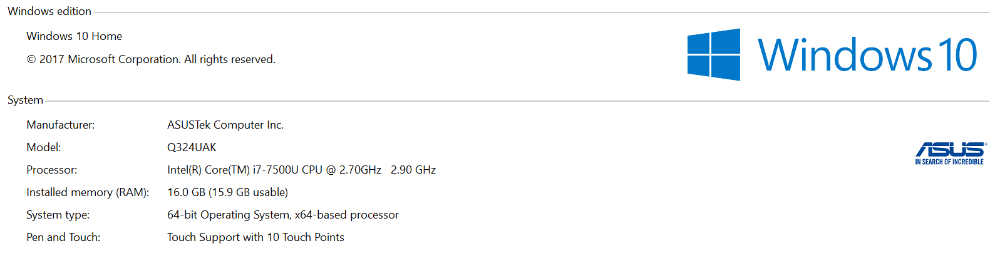 Windows edition
Windows 10 Home
© 2017 Microsoft Corporation. All rights reserved.
Windows 10
System
Manufacturer: ASUSTek Computer Inc.
Model: Q324UAK
Processor: Intel(R) Core(TM) i7-7500U CPU @ 2.70GHz 2.90 GHz
Installed memory (RAM): 16.0 GB (15.9 GB usable)
System type: 64-bit Operating System, x64-based processor
Pen and Touch: Touch Support with 10 Touch Points
ASUS®
IN SEARCH OF INCREDIBLE